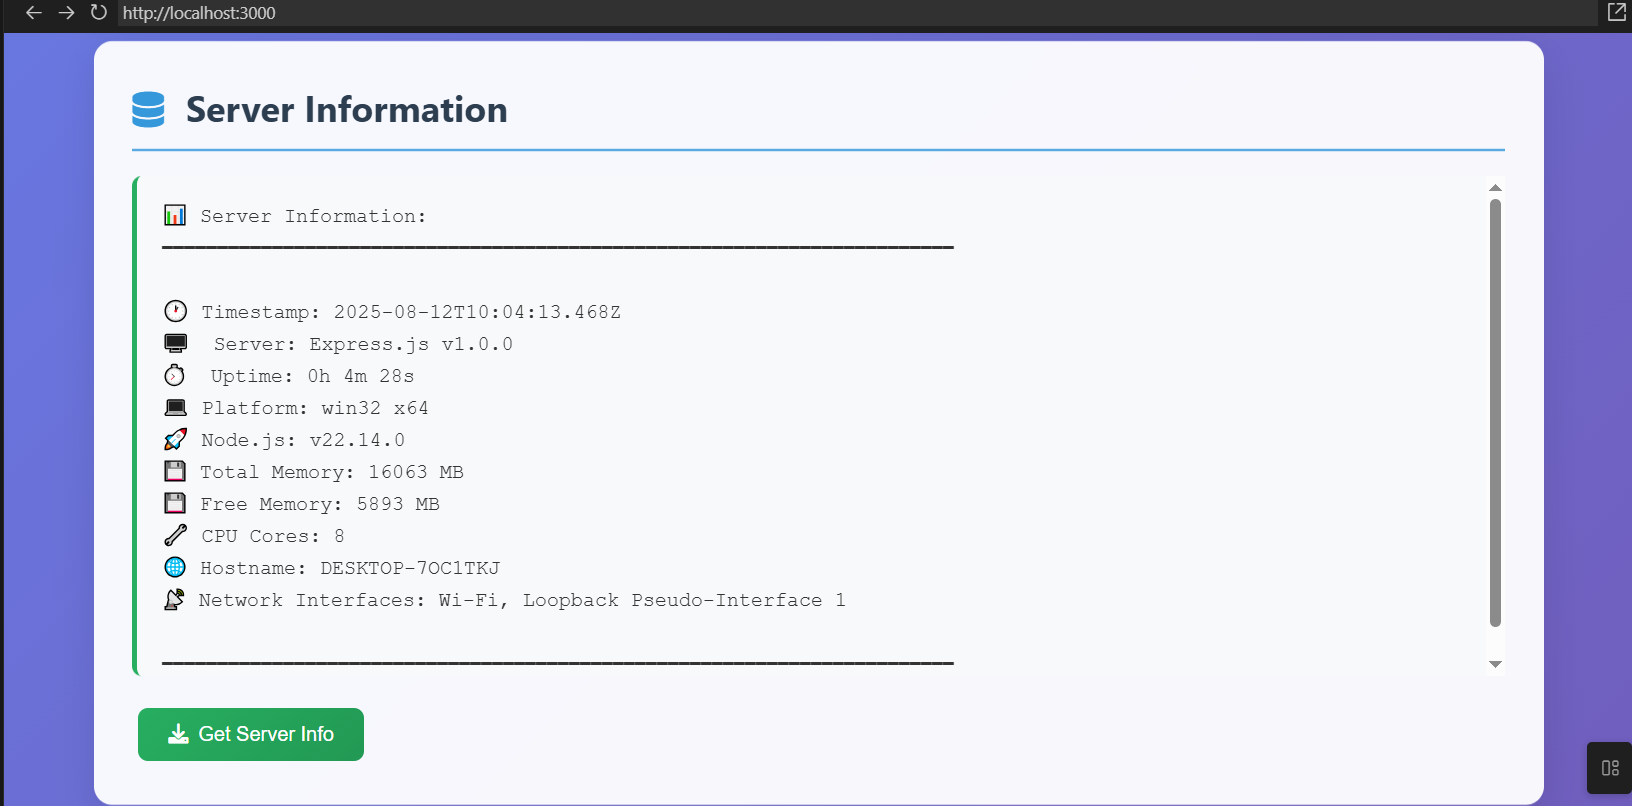 http://localhost:3000
Server Information
📊 Server Information:
🕐 Timestamp: 2025-08-12T10:04:13.468Z
🖥️ Server: Express.js v1.0.0
⏱️ Uptime: 0h 4m 28s
💻 Platform: win32 x64
🚀 Node.js: v22.14.0
💾 Total Memory: 16063 MB
💾 Free Memory: 5893 MB
🔧 CPU Cores: 8
🌐 Hostname: DESKTOP-7OC1TKJ
📡 Network Interfaces: Wi-Fi, Loopback Pseudo-Interface 1
Get Server Info